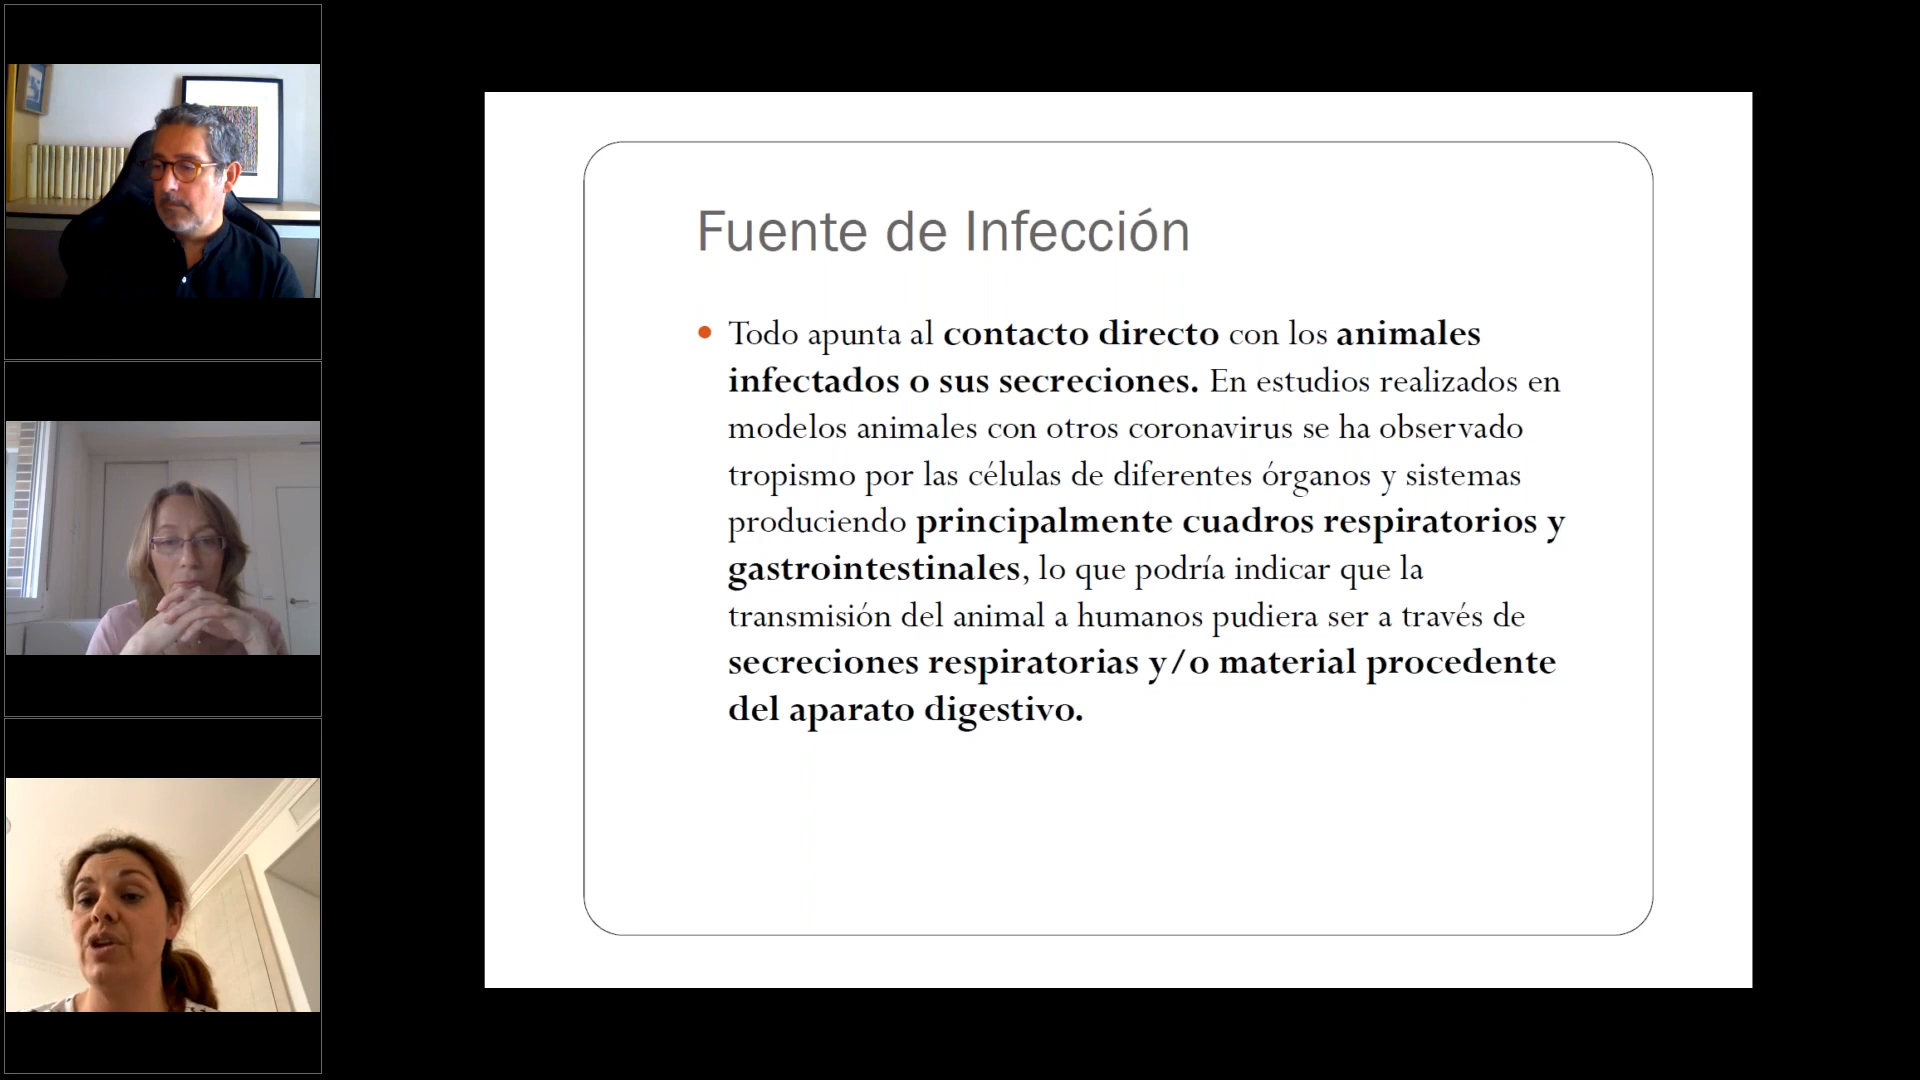 Fuente de Infección
• Todo apunta al contacto directo con los animales
infectados o sus secreciones. En estudios realizados en
modelos animales con otros coronavirus se ha observado
tropismo por las células de diferentes órganos y sistemas
produciendo principalmente cuadros respiratorios y
gastrointestinales, lo que podría indicar que la
transmisión del animal a humanos pudiera ser a través de
secreciones respiratorias y/o material procedente
del aparato digestivo.